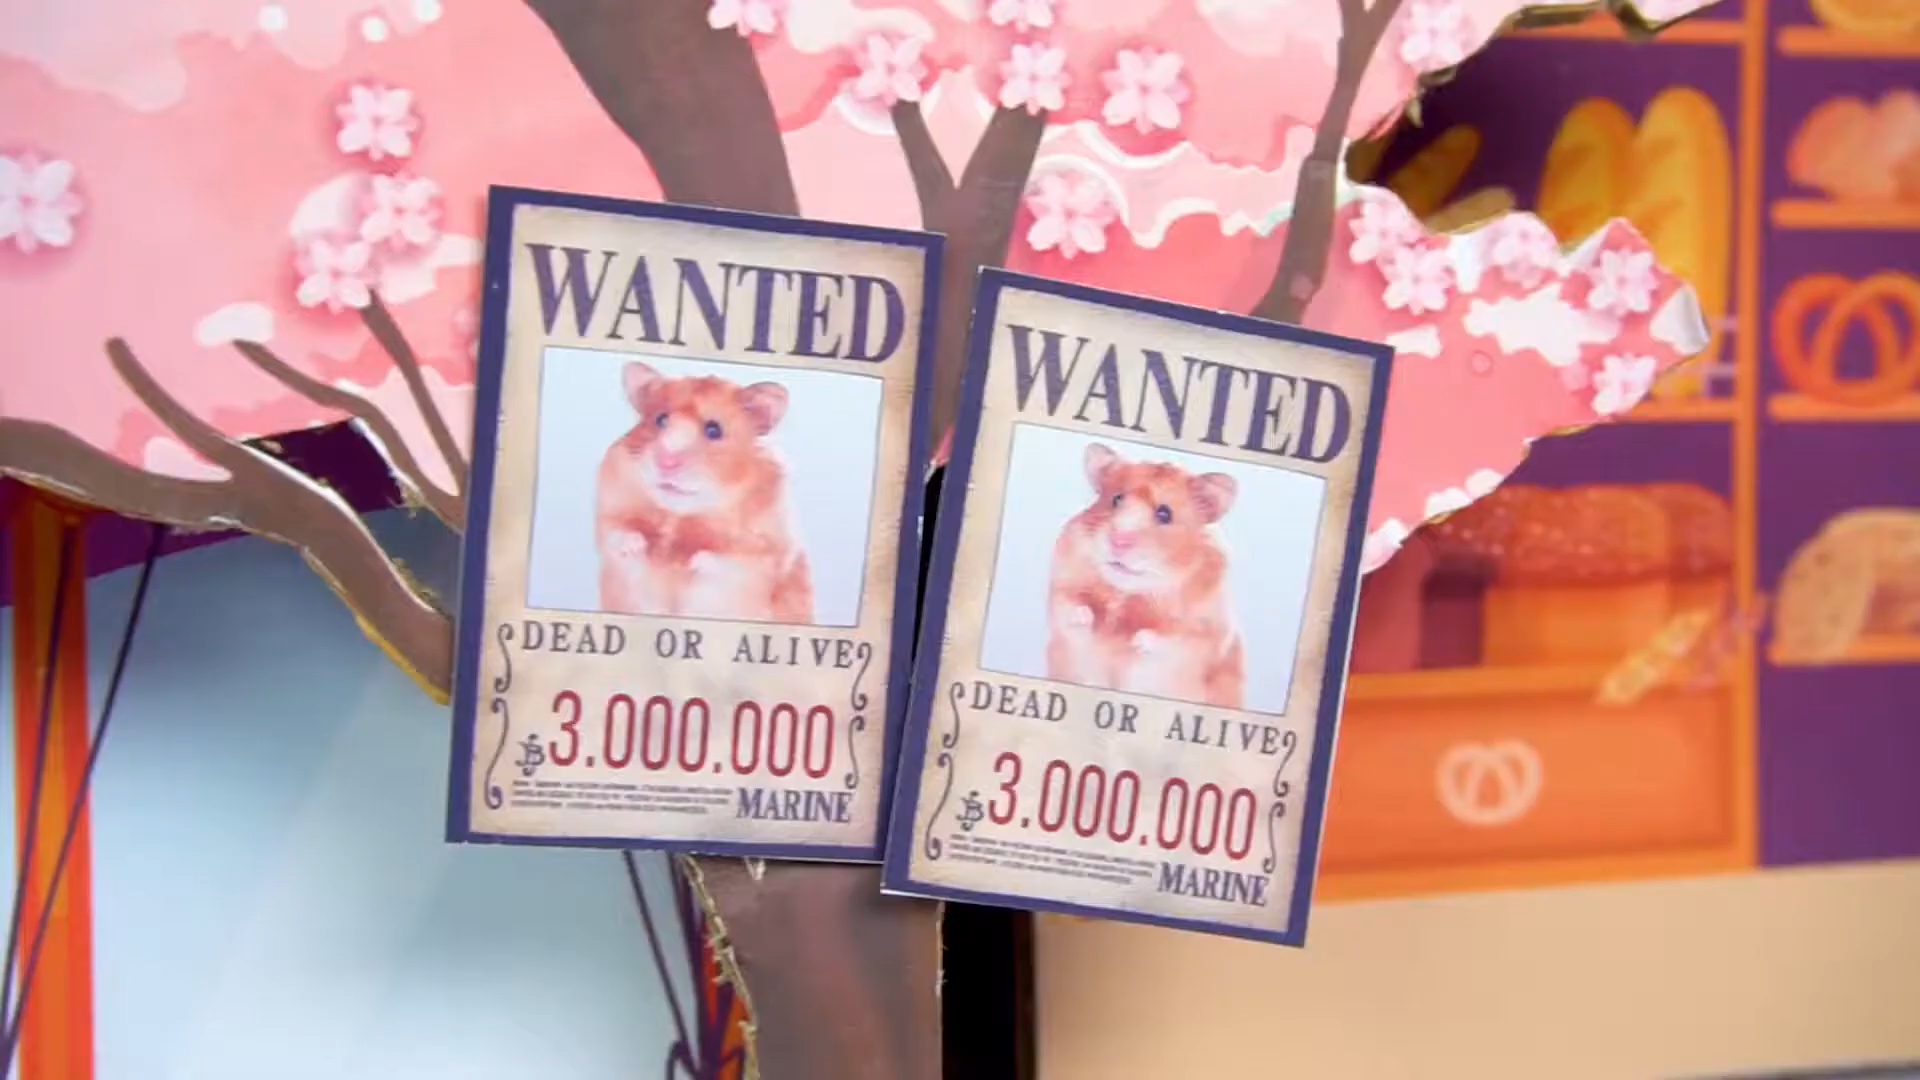 WANTED
DEAD OR ALIVE
3.000.000
MARINE
WANTED
DEAD OR ALIVE
3.000.000
MARINE